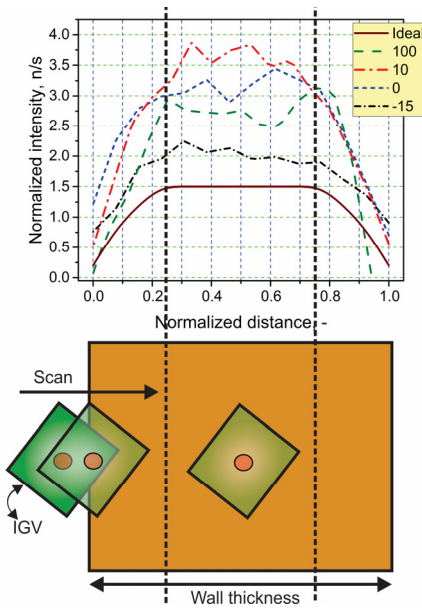 Normalized intensity, n/s
4.0
3.5
3.0
2.5
2.0
1.5
1.0
0.5
0.0
Ideal
100
10
0
-15
0.0 0.2 0.4 0.6 0.8 1.0
Normalized distance, -
Scan
IGV
Wall thickness